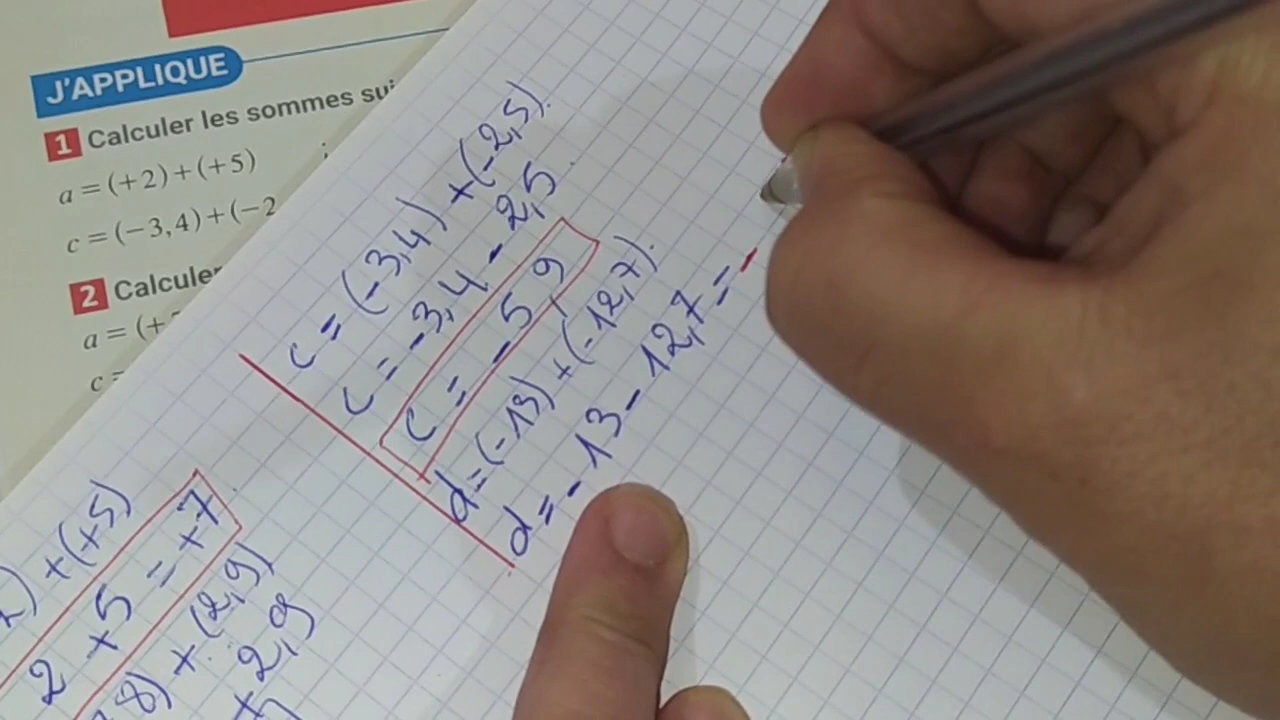 J'APPLIQUE
1 Calculer les sommes
a = (+2) + (+5)
c = (−3,4) + (−2
2 Calculer
a = (+
c =
c = (-3,4) + (-2,5).
c = -3,4 - 2,5
c = -5,9
d = (-13) + (-12,7).
d = -13 - 12,7 = -
) + (+5)
2 + 5 = +7
8) + (2,9)
+ 2,9